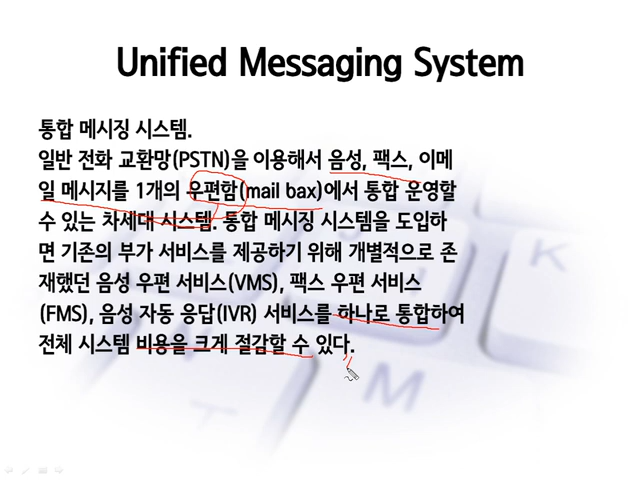 Unified Messaging System
통합 메시징 시스템.
일반 전화 교환망(PSTN)을 이용해서 음성, 팩스, 이메
일 메시지를 1개의 우편함(mail bax)에서 통합 운영할
수 있는 차세대 시스템. 통합 메시징 시스템을 도입하
면 기존의 부가 서비스를 제공하기 위해 개별적으로 존
재했던 음성 우편 서비스(VMS), 팩스 우편 서비스
(FMS), 음성 자동 응답(IVR) 서비스를 하나로 통합하여
전체 시스템 비용을 크게 절감할 수 있다.
K
M